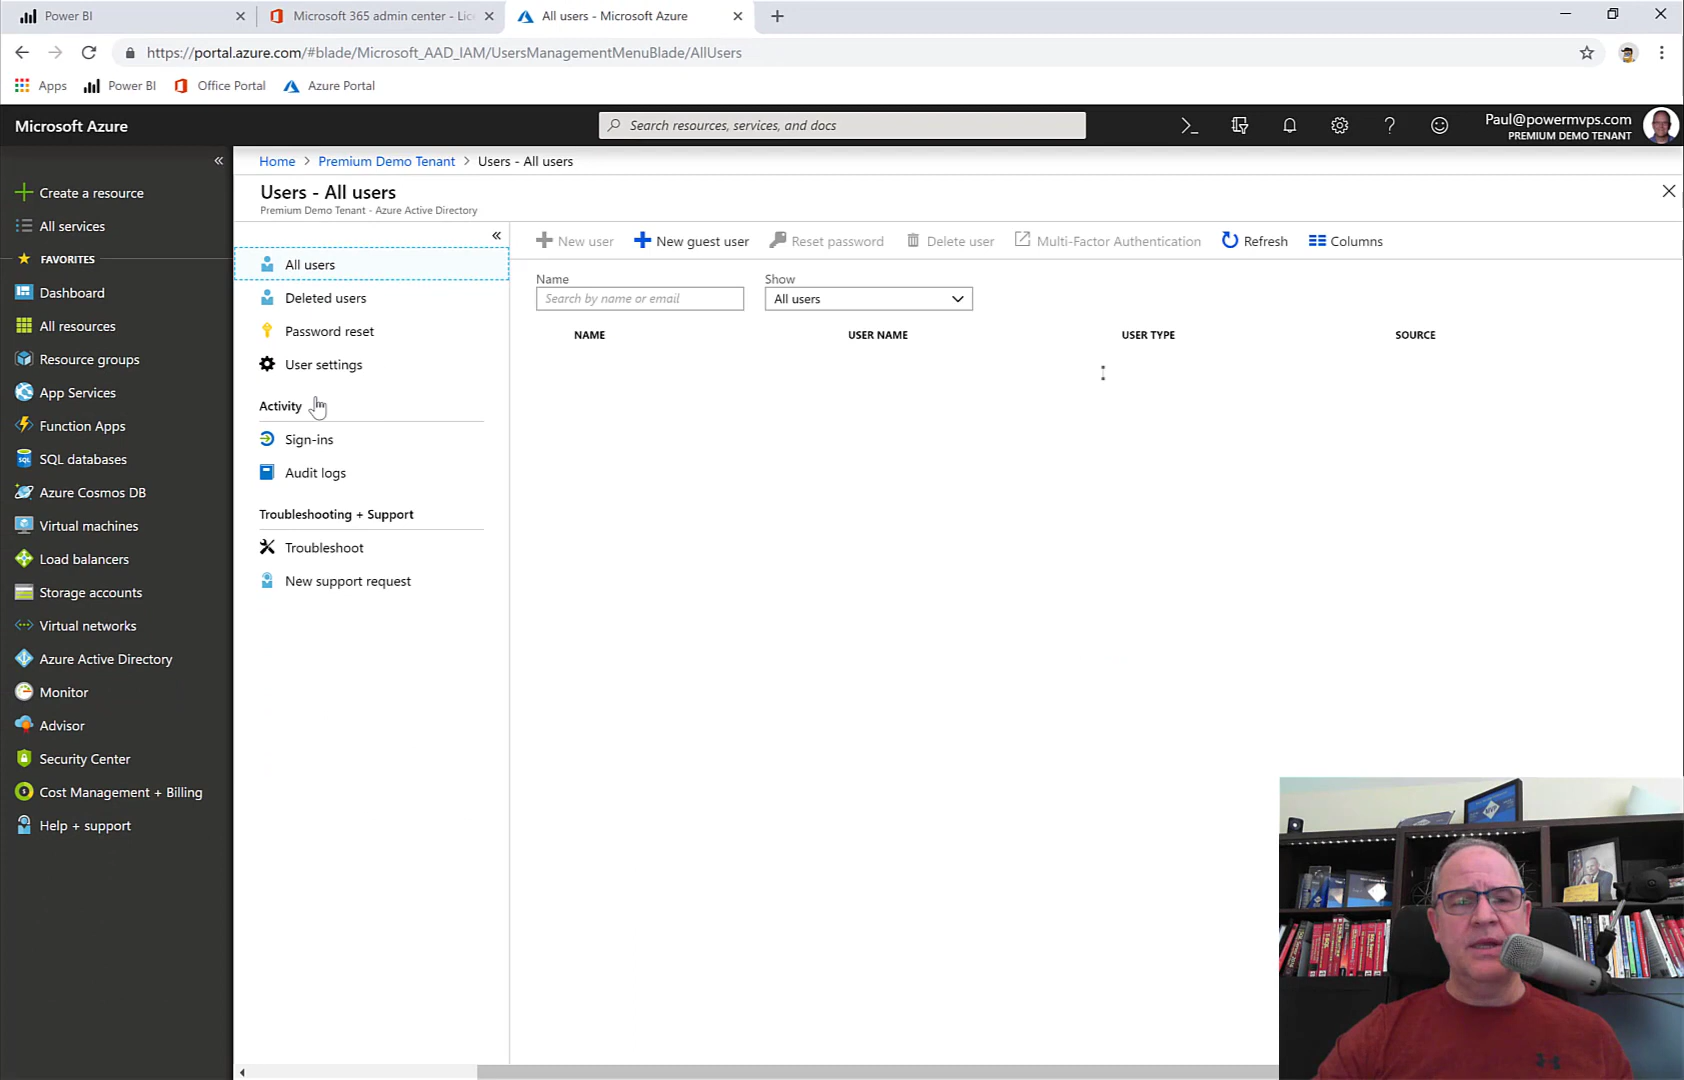 Power BI
Microsoft 365 admin center - Lic
All users - Microsoft Azure
https://portal.azure.com/#blade/Microsoft_AAD_IAM/UsersManagementMenuBlade/AllUsers
Apps
Power BI
Office Portal
Azure Portal
Microsoft Azure
Search resources, services, and docs
Paul@powermvps.com
PREMIUM DEMO TENANT
Create a resource
All services
FAVORITES
Dashboard
All resources
Resource groups
App Services
Function Apps
SQL databases
Azure Cosmos DB
Virtual machines
Load balancers
Storage accounts
Virtual networks
Azure Active Directory
Monitor
Advisor
Security Center
Cost Management + Billing
Help + support
Home > Premium Demo Tenant > Users - All users
Users - All users
Premium Demo Tenant - Azure Active Directory
All users
Deleted users
Password reset
User settings
Activity
Sign-ins
Audit logs
Troubleshooting + Support
Troubleshoot
New support request
New user
New guest user
Reset password
Delete user
Multi-Factor Authentication
Refresh
Columns
Name
Search by name or email
Show
All users
NAME
USER NAME
USER TYPE
SOURCE
MVP